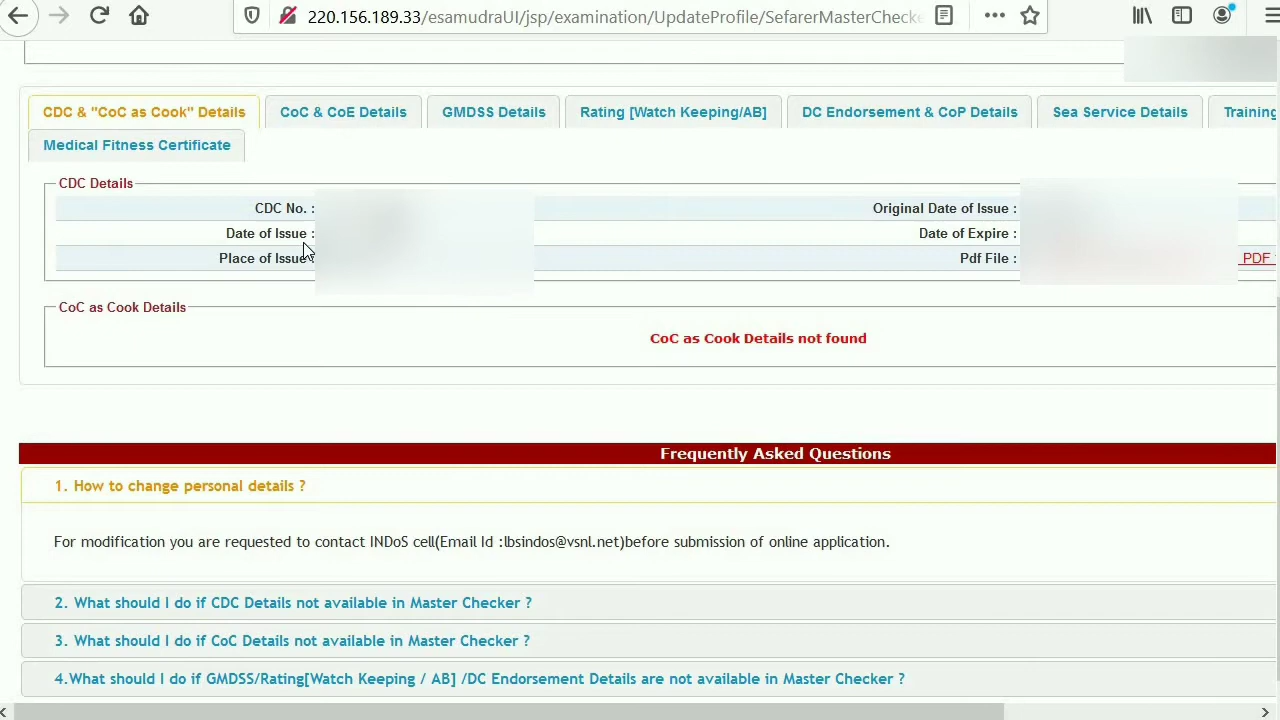 220.156.189.33/esamudraUI/jsp/examination/UpdateProfile/SefarerMasterChecke
CDC & "CoC as Cook" Details CoC & CoE Details GMDSS Details Rating [Watch Keeping/AB] DC Endorsement & CoP Details Sea Service Details Training
Medical Fitness Certificate
CDC Details
CDC No. : Original Date of Issue :
Date of Issue : Date of Expire :
Place of Issue Pdf File : PDF
CoC as Cook Details
CoC as Cook Details not found
Frequently Asked Questions
1. How to change personal details ?
For modification you are requested to contact INDoS cell(Email Id :lbsindos@vsnl.net)before submission of online application.
2. What should I do if CDC Details not available in Master Checker ?
3. What should I do if CoC Details not available in Master Checker ?
4.What should I do if GMDSS/Rating[Watch Keeping / AB] /DC Endorsement Details are not available in Master Checker ?